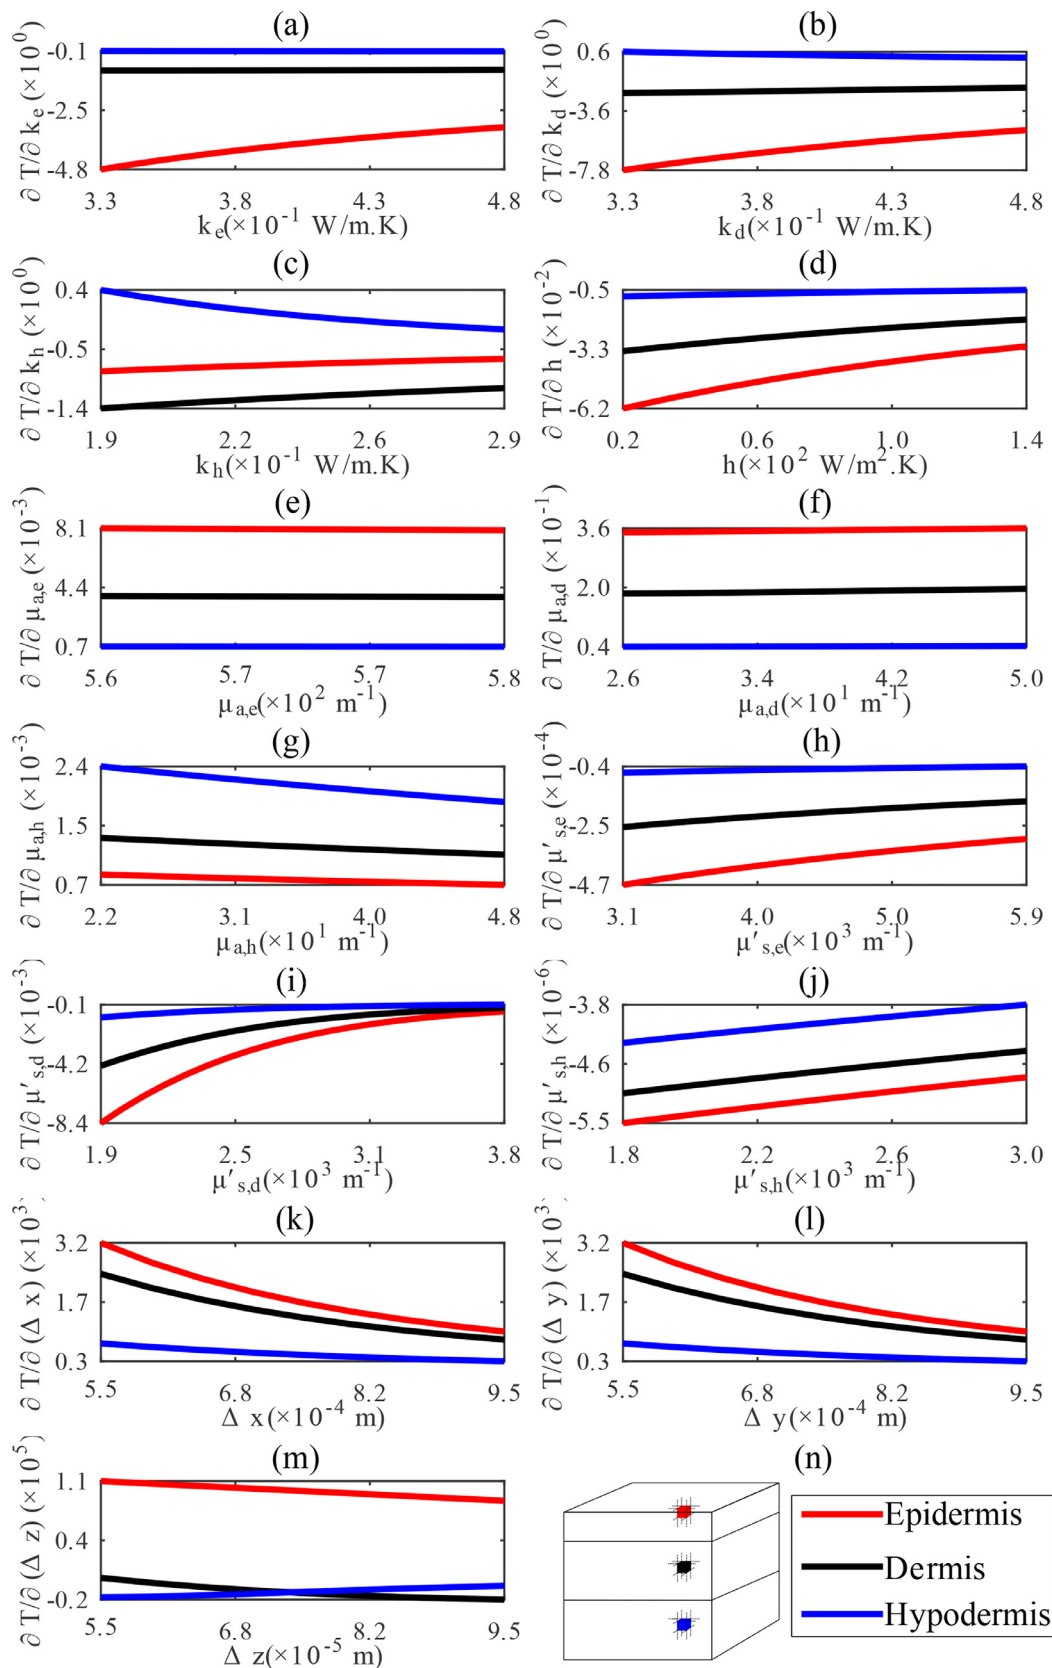 (a)
∂T/∂k_e (×10^0)
-0.1
-2.5
-4.8
3.3 3.8 4.3 4.8
k_e(×10^-1 W/m.K)
(b)
∂T/∂k_d (×10^0)
0.6
-3.6
-7.8
3.3 4.3 4.8
k_d(×10^-1 W/m.K)
(c)
∂T/∂k_h (×10^0)
0.4
-0.5
-1.4
1.9 2.2 2.6 2.9
k_h(×10^-1 W/m.K)
(d)
∂T/∂h (×10^-2)
-0.5
-3.3
-6.2
0.2 0.6 1.0 1.4
h(×10^2 W/m^2.K)
(e)
∂T/∂μ_a,e (×10^-3)
8.1
4.4
0.7
5.6 5.7 5.7 5.8
μ_a,e(×10^2 m^-1)
(f)
∂T/∂μ_a,d (×10^-1)
3.6
2.0
0.4
2.6 3.4 4.2 5.0
μ_a,d(×10^1 m^-1)
(g)
∂T/∂μ_a,h (×10^-3)
2.4
1.5
0.7
2.2 3.1 4.0 4.8
μ_a,h(×10^1 m^-1)
(h)
∂T/∂μ′_s,e (×10^-4)
-0.4
-2.5
-4.7
3.1 4.0 5.0 5.9
μ′_s,e(×10^3 m^-1)
(i)
∂T/∂μ′_s,d (×10^-3)
-0.1
-4.2
-8.4
1.9 2.5 3.1 3.8
μ′_s,d(×10^3 m^-1)
(j)
∂T/∂μ′_s,h (×10^-6)
-3.8
-4.6
-5.5
1.8 2.2 2.6 3.0
μ′_s,h(×10^3 m^-1)
(k)
∂T/∂(Δ x) (×10^3)
3.2
1.7
0.3
5.5 6.8 8.2 9.5
Δ x(×10^-4 m)
(l)
∂T/∂(Δ y) (×10^3)
3.2
1.7
0.3
5.5 6.8 8.2 9.5
Δ y(×10^-4 m)
(m)
∂T/∂(Δ z) (×10^5)
1.1
0.4
-0.2
5.5 6.8 8.2 9.5
Δ z(×10^-5 m)
(n)
Epidermis
Dermis
Hypodermis